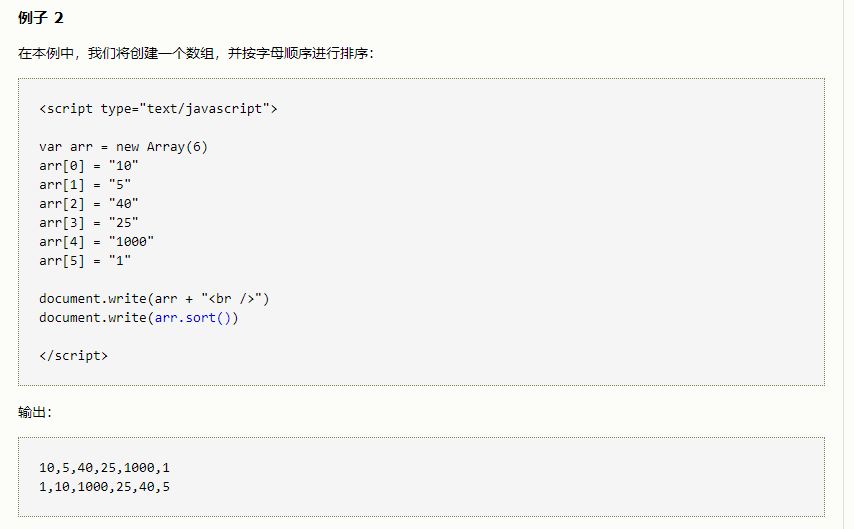 例子 2
在本例中，我们将创建一个数组，并按字母顺序进行排序：
<script type="text/javascript">
var arr = new Array(6)
arr[0] = "10"
arr[1] = "5"
arr[2] = "40"
arr[3] = "25"
arr[4] = "1000"
arr[5] = "1"
document.write(arr + "<br />")
document.write(arr.sort())
</script>
输出：
10,5,40,25,1000,1
1,10,1000,25,40,5